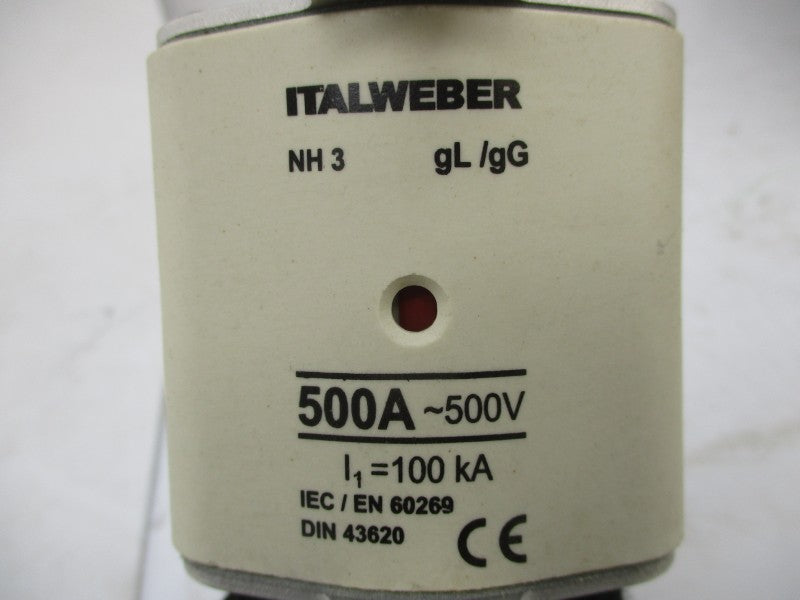 ITALWEBER
NH 3 gL /gG
500A ~500V
I₁ =100 kA
IEC / EN 60269
DIN 43620 CE